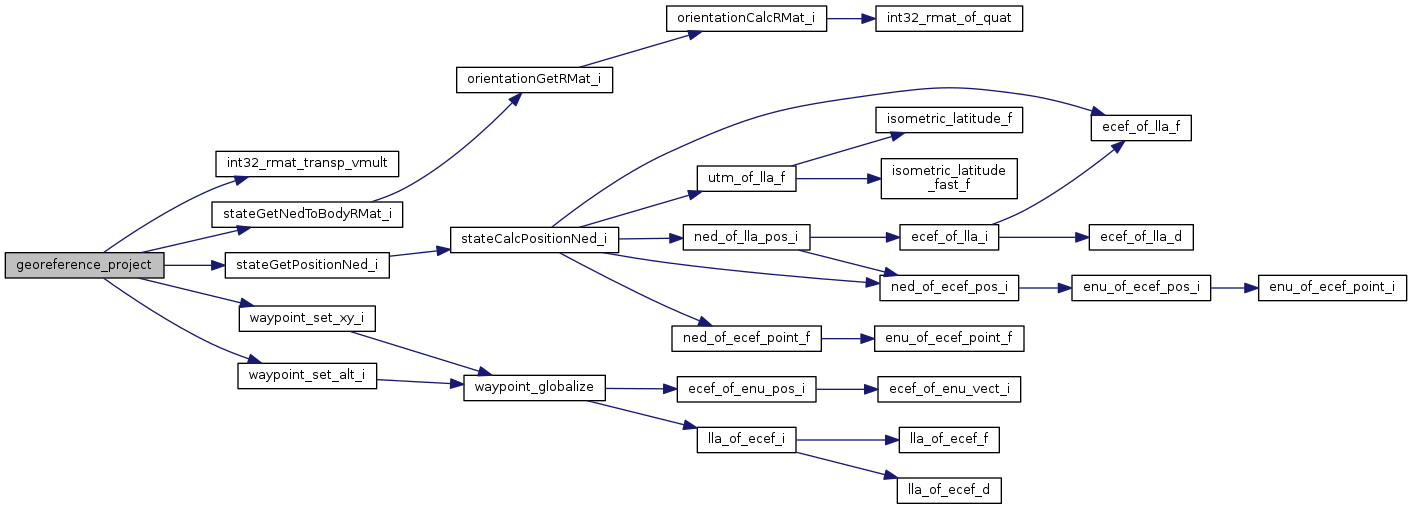 orientationCalcRMat_i
int32_rmat_of_quat
orientationGetRMat_i
isometric_latitude_f
ecef_of_lla_f
int32_rmat_transp_vmult
utm_of_lla_f
isometric_latitude
_fast_f
stateGetNedToBodyRMat_i
stateCalcPositionNed_i
ned_of_lla_pos_i
ecef_of_lla_i
ecef_of_lla_d
georeference_project
stateGetPositionNed_i
ned_of_ecef_pos_i
enu_of_ecef_pos_i
enu_of_ecef_point_i
waypoint_set_xy_i
ned_of_ecef_point_f
enu_of_ecef_point_f
waypoint_set_alt_i
waypoint_globalize
ecef_of_enu_pos_i
ecef_of_enu_vect_i
lla_of_ecef_i
lla_of_ecef_f
lla_of_ecef_d